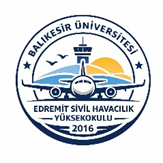 BALIKESİR ÜNİVERSİTESİ
EDREMİT SİVİL HAVACILIK
YÜKSEKOKULU
2016